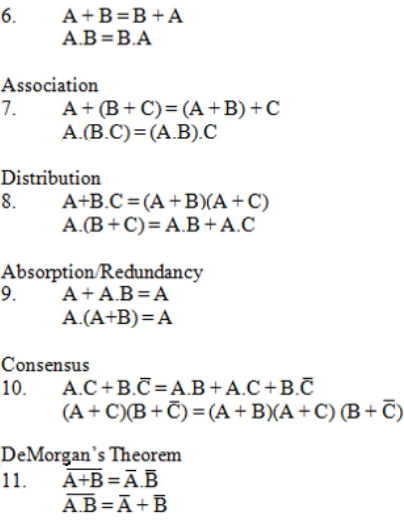 6. A + B = B + A
A.B = B.A
Association
7. A + (B + C) = (A + B) + C
A.(B.C) = (A.B).C
Distribution
8. A+B.C = (A + B)(A + C)
A.(B + C) = A.B + A.C
Absorption/Redundancy
9. A + A.B = A
A.(A+B) = A
Consensus
10. A.C + B.C̅ = A.B + A.C + B.C̅
(A + C)(B + C̅) = (A + B)(A + C) (B + C̅)
DeMorgan's Theorem
11. A̅+̅B̅ = A̅.B̅
A̅.̅B̅ = A̅ + B̅